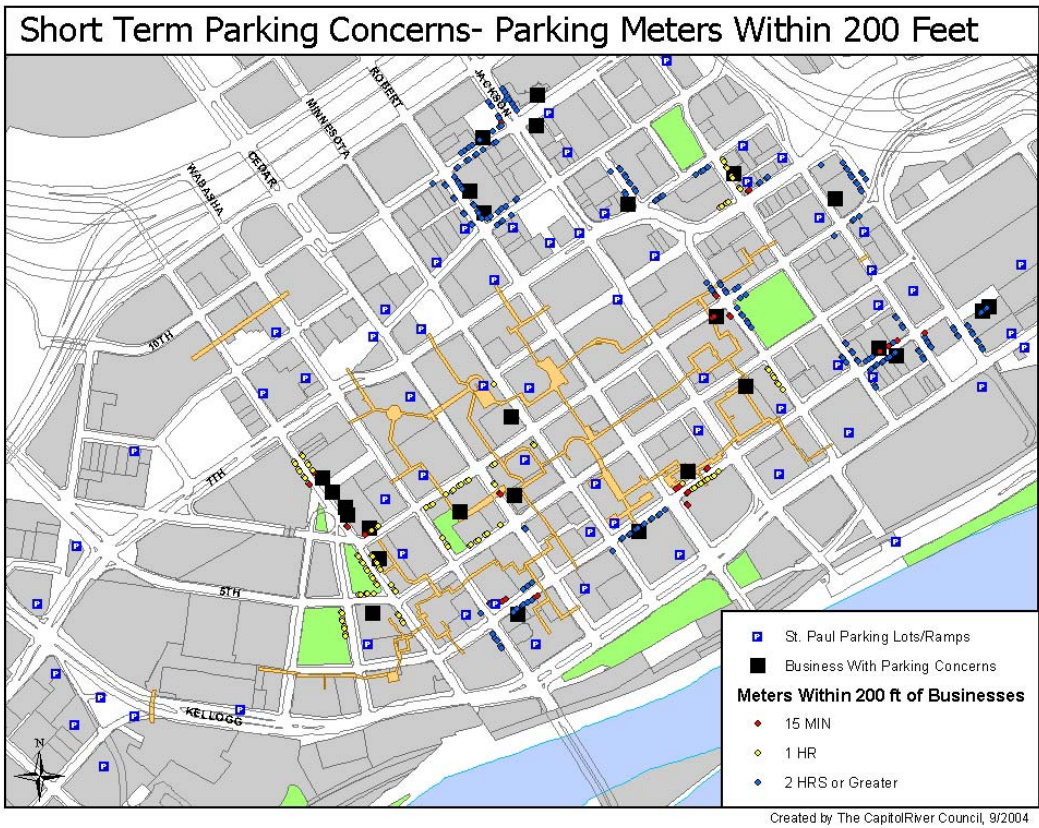 Short Term Parking Concerns- Parking Meters Within 200 Feet
JACKSON
ROBERT
MINNESOTA
CEDAR
WABASHA
10TH
7TH
5TH
KELLOGG
N
P St. Paul Parking Lots/Ramps
Business With Parking Concerns
Meters Within 200 ft of Businesses
15 MIN
1 HR
2 HRS or Greater
Created by The CapitolRiver Council, 9/2004